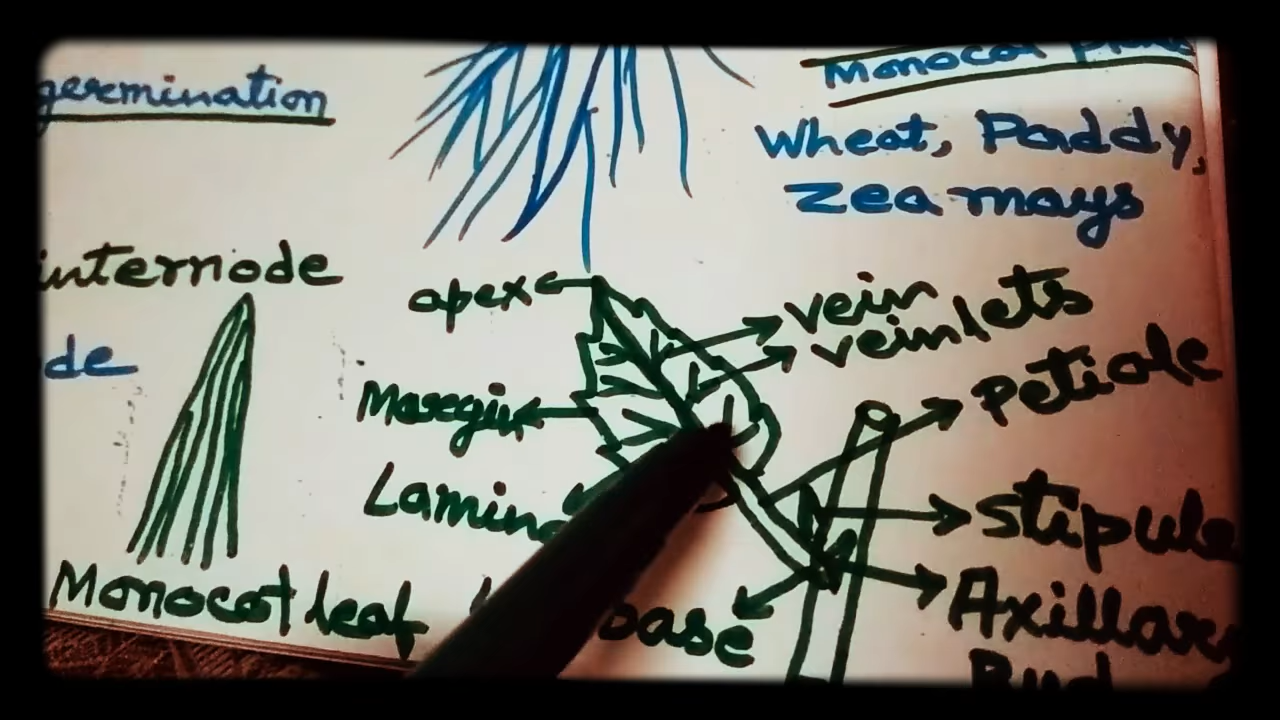 germination
Monocot
Wheat, Paddy,
Zea mays
internode
de
apex
vein
veinlets
Petiole
Margin
Lamina
Stipule
Monocot leaf
base
Axillary
Bud